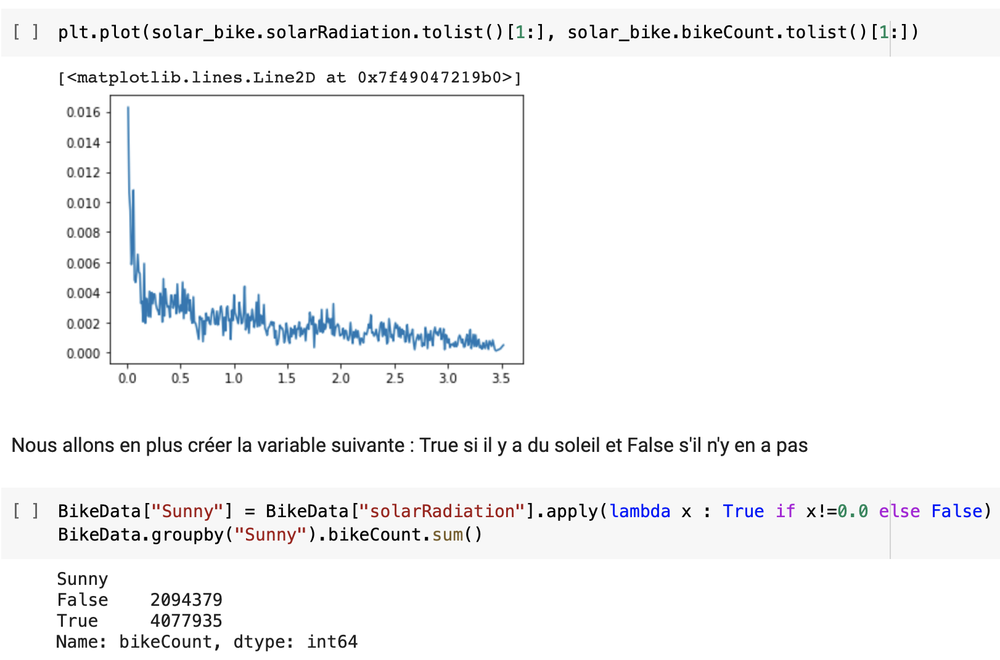 [ ] plt.plot(solar_bike.solarRadiation.tolist()[1:], solar_bike.bikeCount.tolist()[1:])
[<matplotlib.lines.Line2D at 0x7f49047219b0>]
0.016
0.014
0.012
0.010
0.008
0.006
0.004
0.002
0.000
0.0 0.5 1.0 1.5 2.0 2.5 3.0 3.5
Nous allons en plus créer la variable suivante : True si il y a du soleil et False s'il n'y en a pas
[ ] BikeData["Sunny"] = BikeData["solarRadiation"].apply(lambda x : True if x!=0.0 else False)
BikeData.groupby("Sunny").bikeCount.sum()
Sunny
False 2094379
True 4077935
Name: bikeCount, dtype: int64